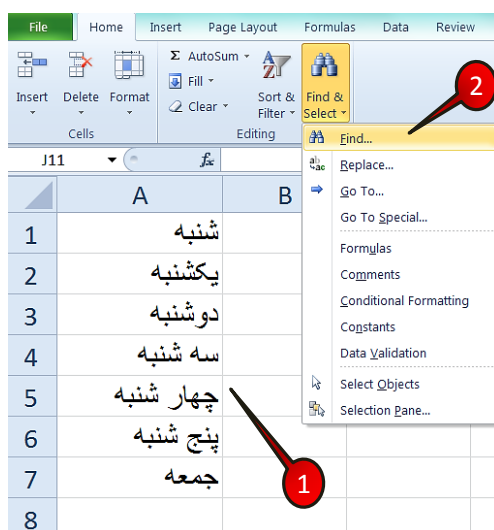 File Home Insert Page Layout Formulas Data Review
Σ AutoSum
Fill
Clear
Insert Delete Format
Sort & Filter
Find & Select
Cells Editing
2
J11 fx
Find...
Replace...
Go To...
Go To Special...
Formulas
Comments
Conditional Formatting
Constants
Data Validation
Select Objects
Selection Pane...
A B
1 شنبه
2 یکشنبه
3 دوشنبه
4 سه شنبه
5 چهار شنبه
6 پنج شنبه
7 جمعه
8
1